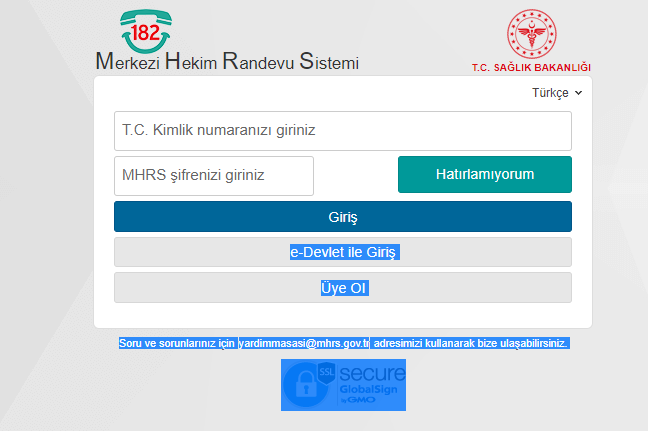 182
Merkezi Hekim Randevu Sistemi
T.C. SAĞLIK BAKANLIĞI
Türkçe
T.C. Kimlik numaranızı giriniz
MHRS şifrenizi giriniz
Hatırlamıyorum
Giriş
e-Devlet ile Giriş
Üye Ol
Soru ve sorunlarınız için yardimmasasi@mhrs.gov.tr adresimizi kullanarak bize ulaşabilirsiniz.
SSL
secure
GlobalSign
by GMO